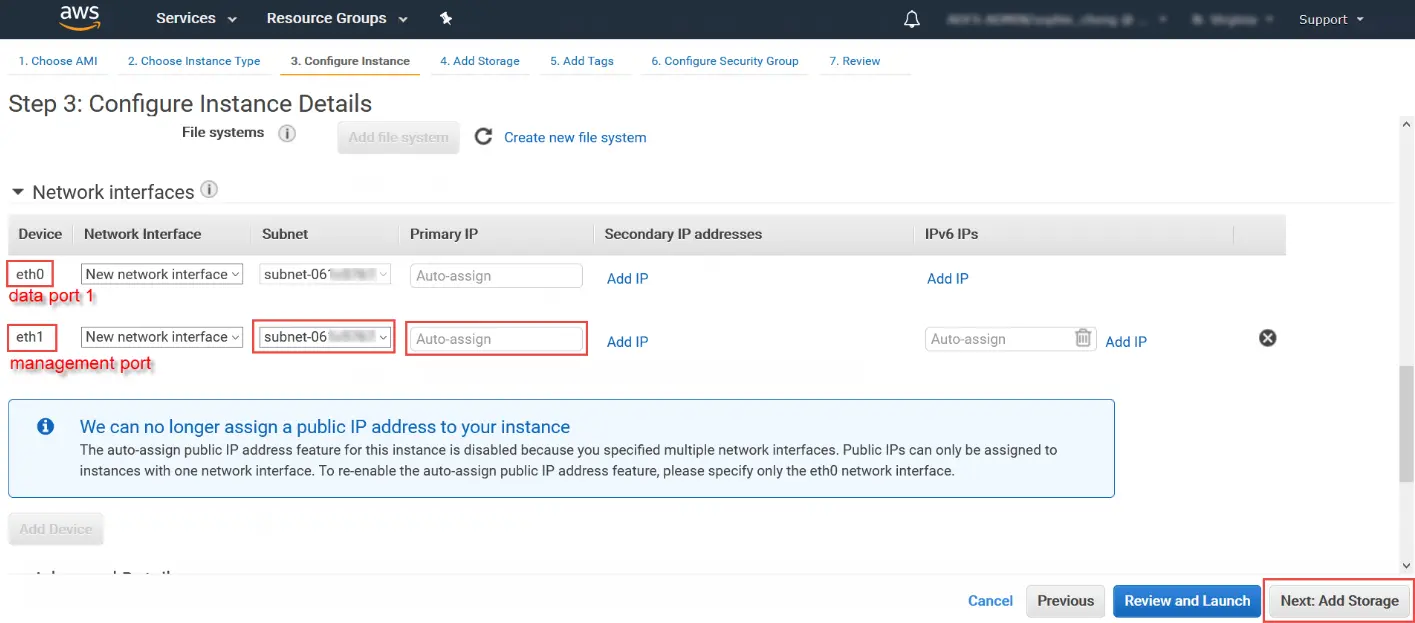 aws Services Resource Groups Support
1. Choose AMI 2. Choose Instance Type 3. Configure Instance 4. Add Storage 5. Add Tags 6. Configure Security Group 7. Review
Step 3: Configure Instance Details
File systems Add file system Create new file system
Network interfaces
Device Network Interface Subnet Primary IP Secondary IP addresses IPv6 IPs
eth0 New network interface subnet-061 Auto-assign Add IP Add IP
data port 1
eth1 New network interface subnet-06 Auto-assign Add IP Auto-assign Add IP
management port
We can no longer assign a public IP address to your instance
The auto-assign public IP address feature for this instance is disabled because you specified multiple network interfaces. Public IPs can only be assigned to
instances with one network interface. To re-enable the auto-assign public IP address feature, please specify only the eth0 network interface.
Add Device
Cancel Previous Review and Launch Next: Add Storage